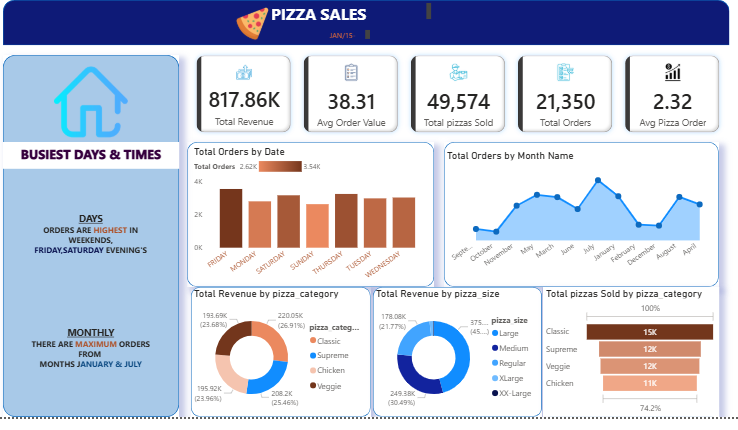 PIZZA SALES
JAN/15-
817.86K
Total Revenue
38.31
Avg Order Value
49,574
Total pizzas Sold
21,350
Total Orders
2.32
Avg Pizza Order
BUSIEST DAYS & TIMES
DAYS
ORDERS ARE HIGHEST IN
WEEKENDS,
FRIDAY,SATURDAY EVENING'S
MONTHLY
THERE ARE MAXIMUM ORDERS
FROM
MONTHS JANUARY & JULY
Total Orders by Date
Total Orders 2.62K 3.54K
4K
2K
0K
FRIDAY
MONDAY
SATURDAY
SUNDAY
THURSDAY
TUESDAY
WEDNESDAY
Total Orders by Month Name
Septe...
October
November
May
March
June
July
January
February
December
August
April
Total Revenue by pizza_category
193.69K
(23.68%)
220.05K
(26.91%)
195.92K
(23.96%)
208.2K
(25.46%)
pizza_categ...
Classic
Supreme
Chicken
Veggie
Total Revenue by pizza_size
178.08K
(21.77%)
375....
(45....)
249.38K
(30.49%)
pizza_size
Large
Medium
Regular
XLarge
XX-Large
Total pizzas Sold by pizza_category
100%
Classic 15K
Supreme 12K
Veggie 12K
Chicken 11K
74.2%